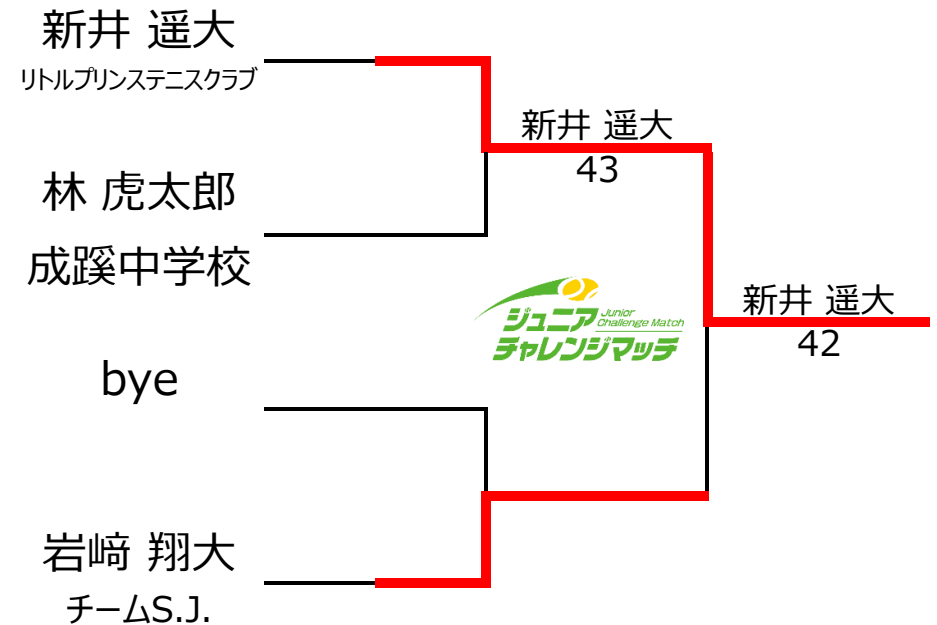 新井 遥大
リトルプリンステニスクラブ
林 虎太郎
成蹊中学校
bye
岩﨑 翔大
チームS.J.
新井 遥大
43
ジュニア
Junior
Challenge Match
チャレンジマッチ
新井 遥大
42